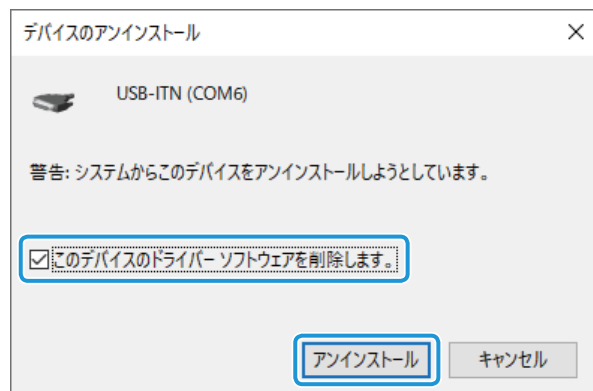 デバイスのアンインストール
USB-ITN (COM6)
警告: システムからこのデバイスをアンインストールしようとしています。
このデバイスのドライバー ソフトウェアを削除します。
アンインストール
キャンセル